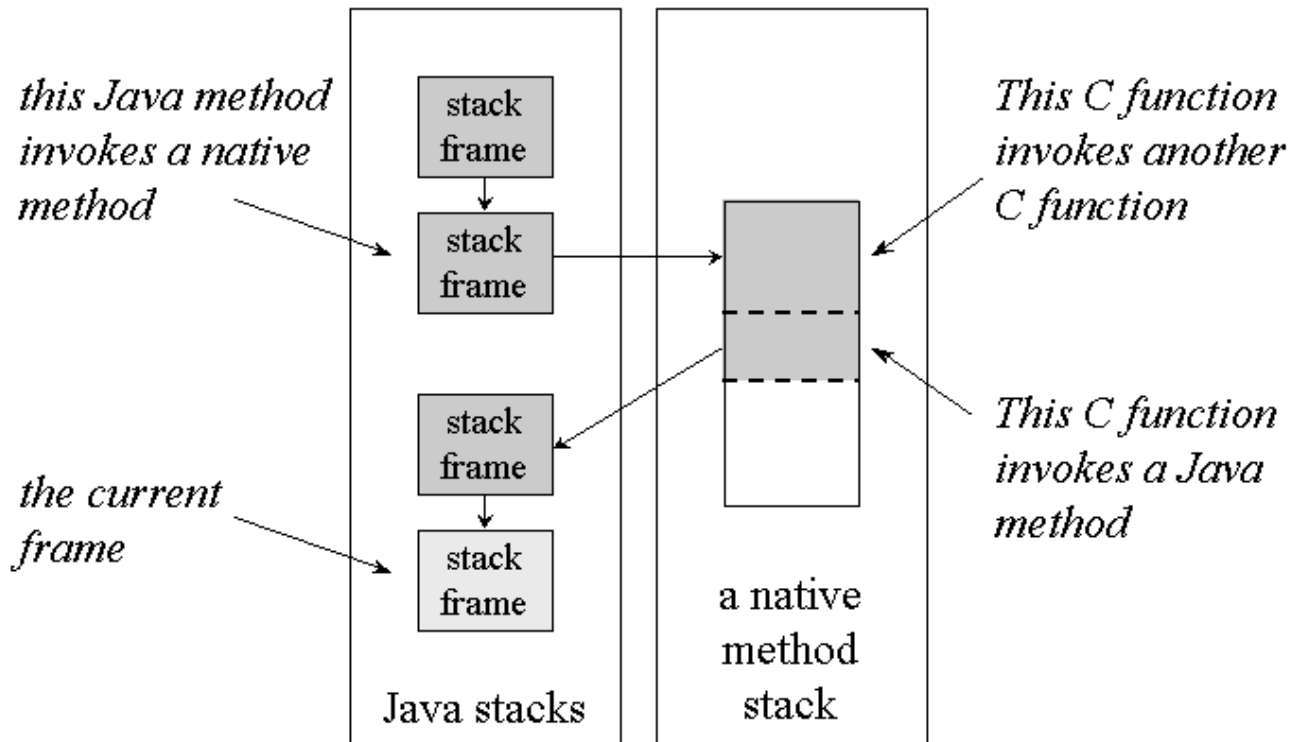 this Java method
invokes a native
method
stack
frame
stack
frame
This C function
invokes another
C function
the current
frame
stack
frame
stack
frame
This C function
invokes a Java
method
Java stacks
a native
method
stack